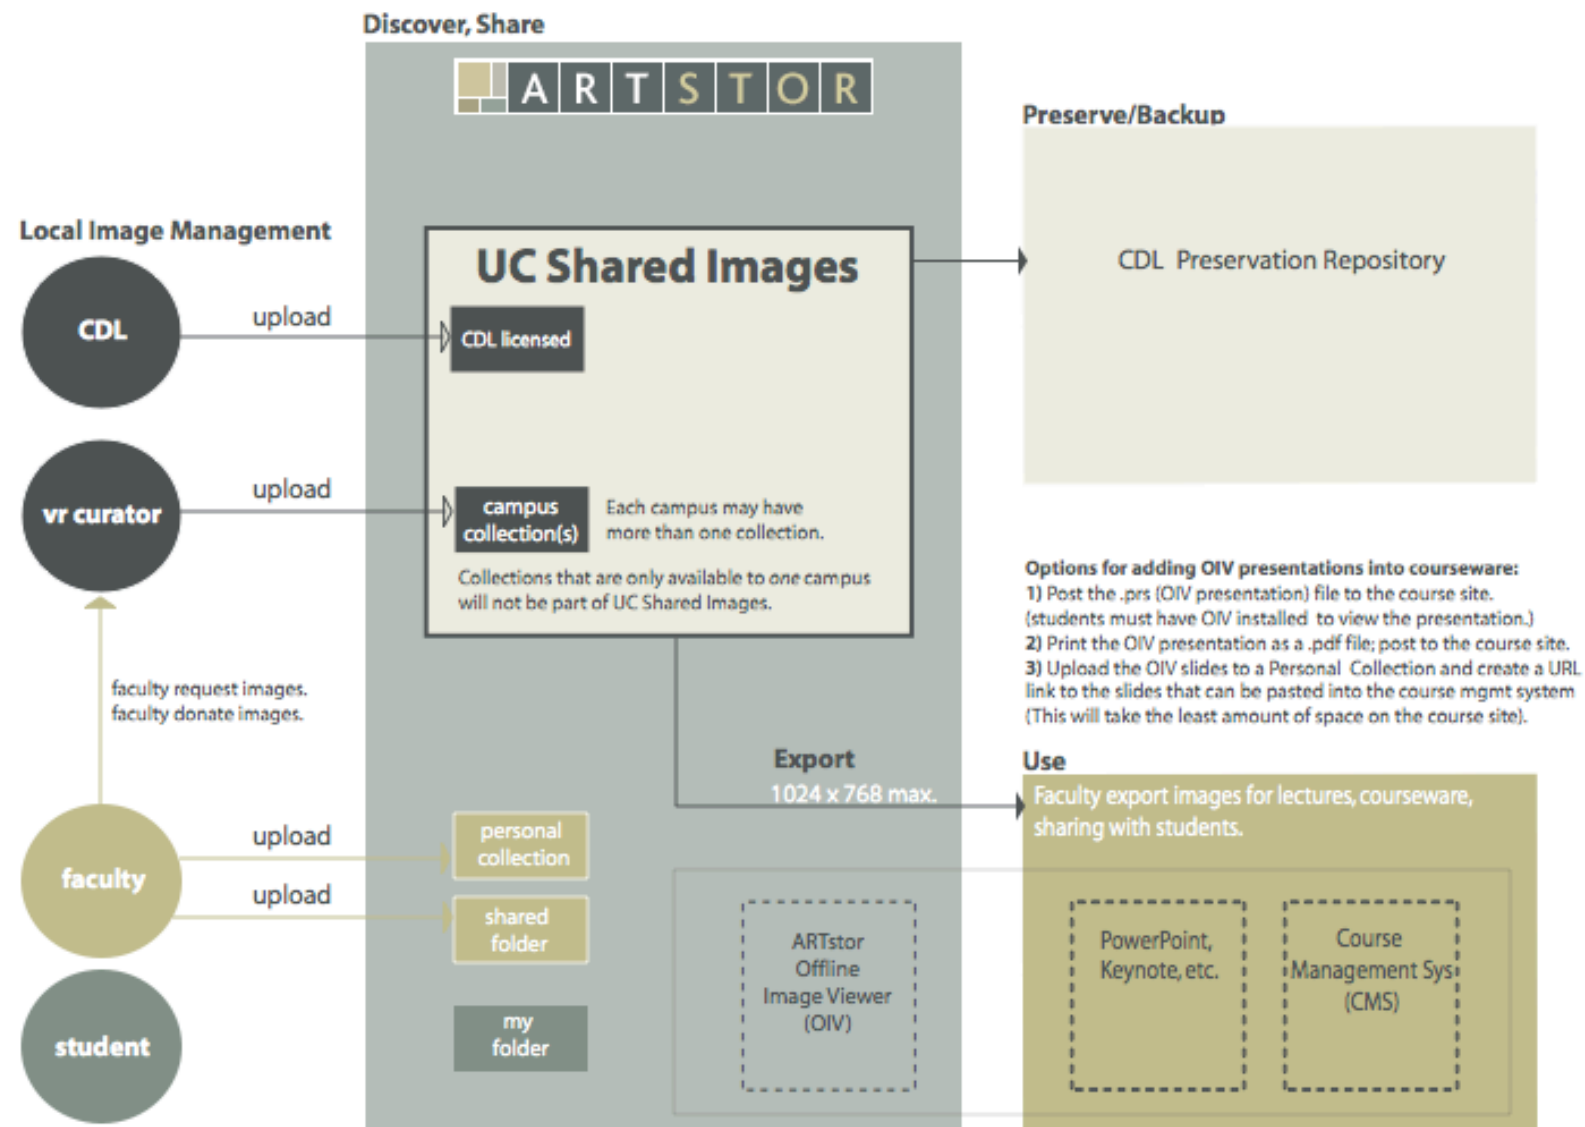 Discover, Share
ARTSTOR
Preserve/Backup
CDL Preservation Repository
Local Image Management
CDL
upload
UC Shared Images
CDL licensed
vr curator
upload
campus
collection(s)
Each campus may have
more than one collection.
Collections that are only available to one campus
will not be part of UC Shared Images.
faculty request images.
faculty donate images.
Options for adding OIV presentations into courseware:
1) Post the .prs (OIV presentation) file to the course site.
(students must have OIV installed to view the presentation.)
2) Print the OIV presentation as a .pdf file; post to the course site.
3) Upload the OIV slides to a Personal Collection and create a URL
link to the slides that can be pasted into the course mgmt system
(This will take the least amount of space on the course site).
Export
1024 x 768 max.
Use
Faculty export images for lectures, courseware,
sharing with students.
faculty
upload
personal
collection
upload
shared
folder
student
my
folder
ARTstor
Offline
Image Viewer
(OIV)
PowerPoint,
Keynote, etc.
Course
Management Sys
(CMS)